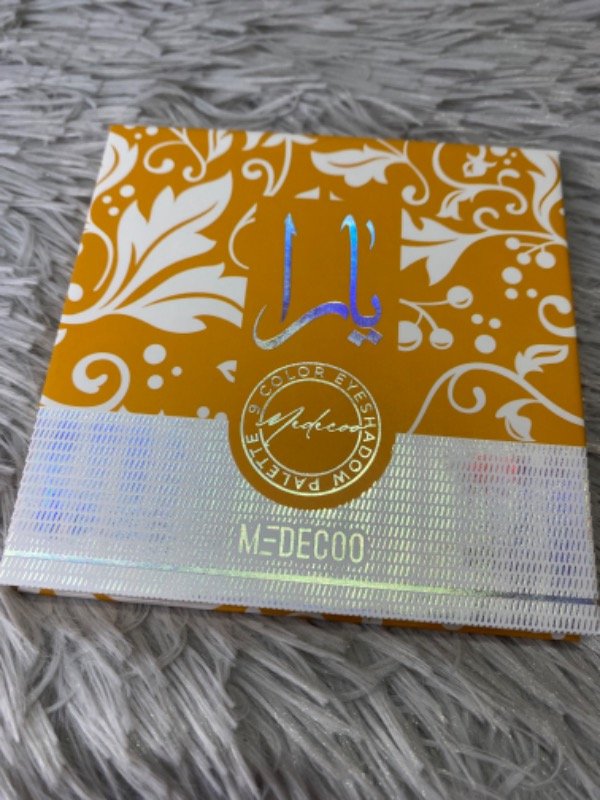 يارا
9 COLOR EYESHADOW PALETTE
Medecoo
MEDECOO